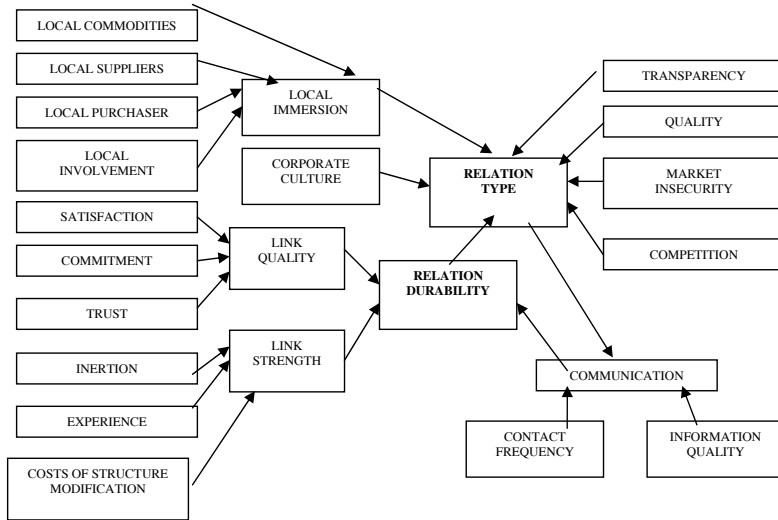 LOCAL COMMODITIES
LOCAL SUPPLIERS
LOCAL PURCHASER
LOCAL
INVOLVEMENT
SATISFACTION
COMMITMENT
TRUST
INERTION
EXPERIENCE
COSTS OF STRUCTURE
MODIFICATION
LOCAL
IMMERSION
CORPORATE
CULTURE
LINK
QUALITY
LINK
STRENGTH
RELATION
TYPE
RELATION
DURABILITY
TRANSPARENCY
QUALITY
MARKET
INSECURITY
COMPETITION
COMMUNICATION
CONTACT
FREQUENCY
INFORMATION
QUALITY